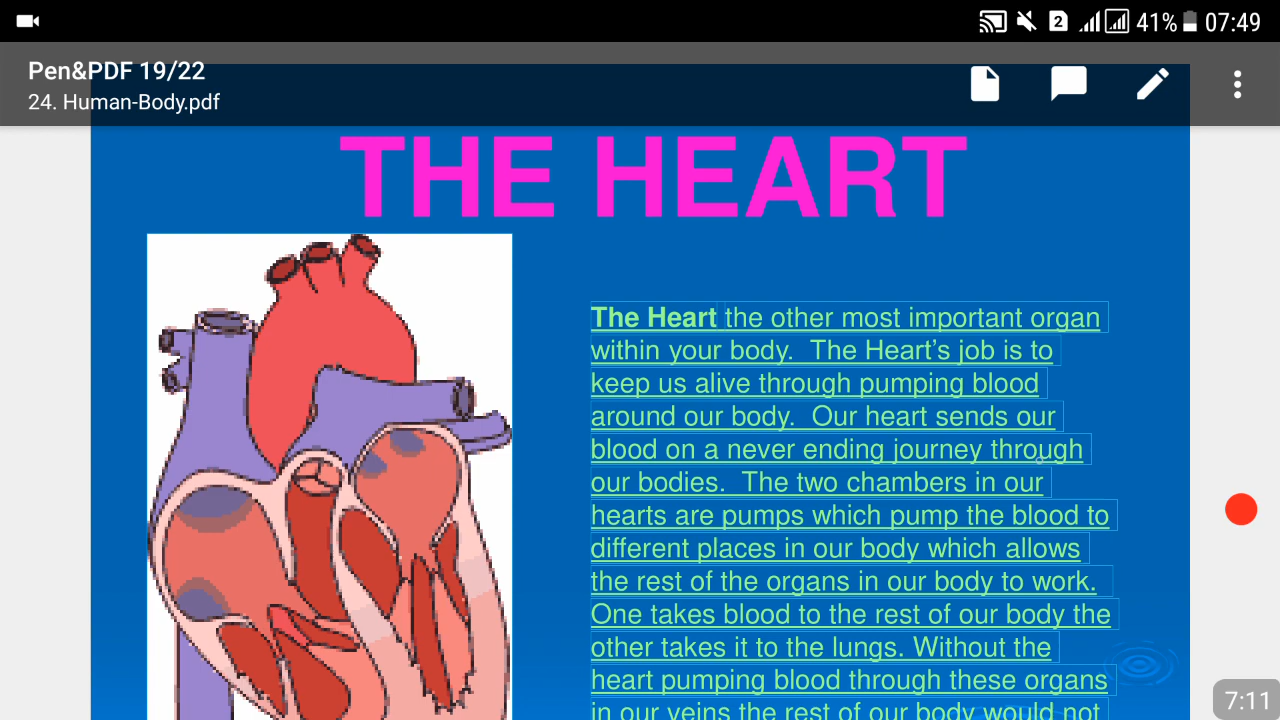 2 41% 07:49
Pen&PDF 19/22
24. Human-Body.pdf
THE HEART
The Heart the other most important organ
within your body.  The Heart’s job is to
keep us alive through pumping blood
around our body.  Our heart sends our
blood on a never ending journey through
our bodies.  The two chambers in our
hearts are pumps which pump the blood to
different places in our body which allows
the rest of the organs in our body to work.
One takes blood to the rest of our body the
other takes it to the lungs. Without the
heart pumping blood through these organs
in our veins the rest of our body would not
7:11